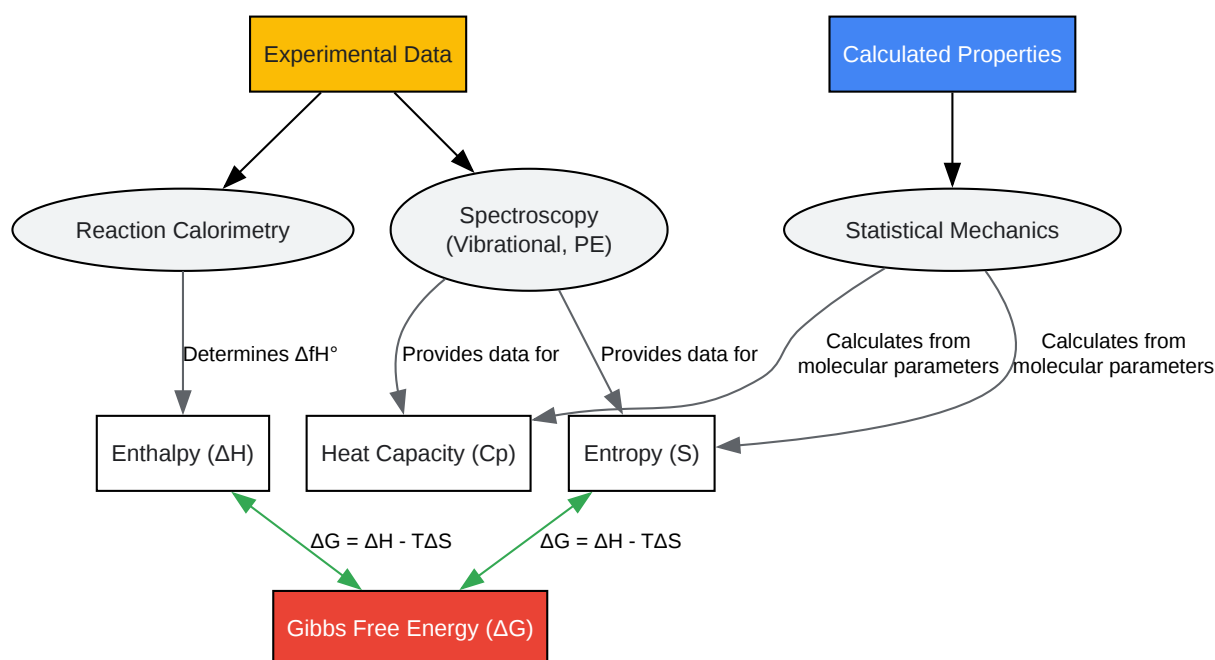 Experimental Data
Calculated Properties
Reaction Calorimetry
Spectroscopy
(Vibrational, PE)
Statistical Mechanics
Determines ΔfH°
Provides data for
Provides data for
Calculates from
molecular parameters
Calculates from
molecular parameters
Enthalpy (ΔH)
Heat Capacity (Cp)
Entropy (S)
ΔG = ΔH - TΔS
ΔG = ΔH - TΔS
Gibbs Free Energy (ΔG)